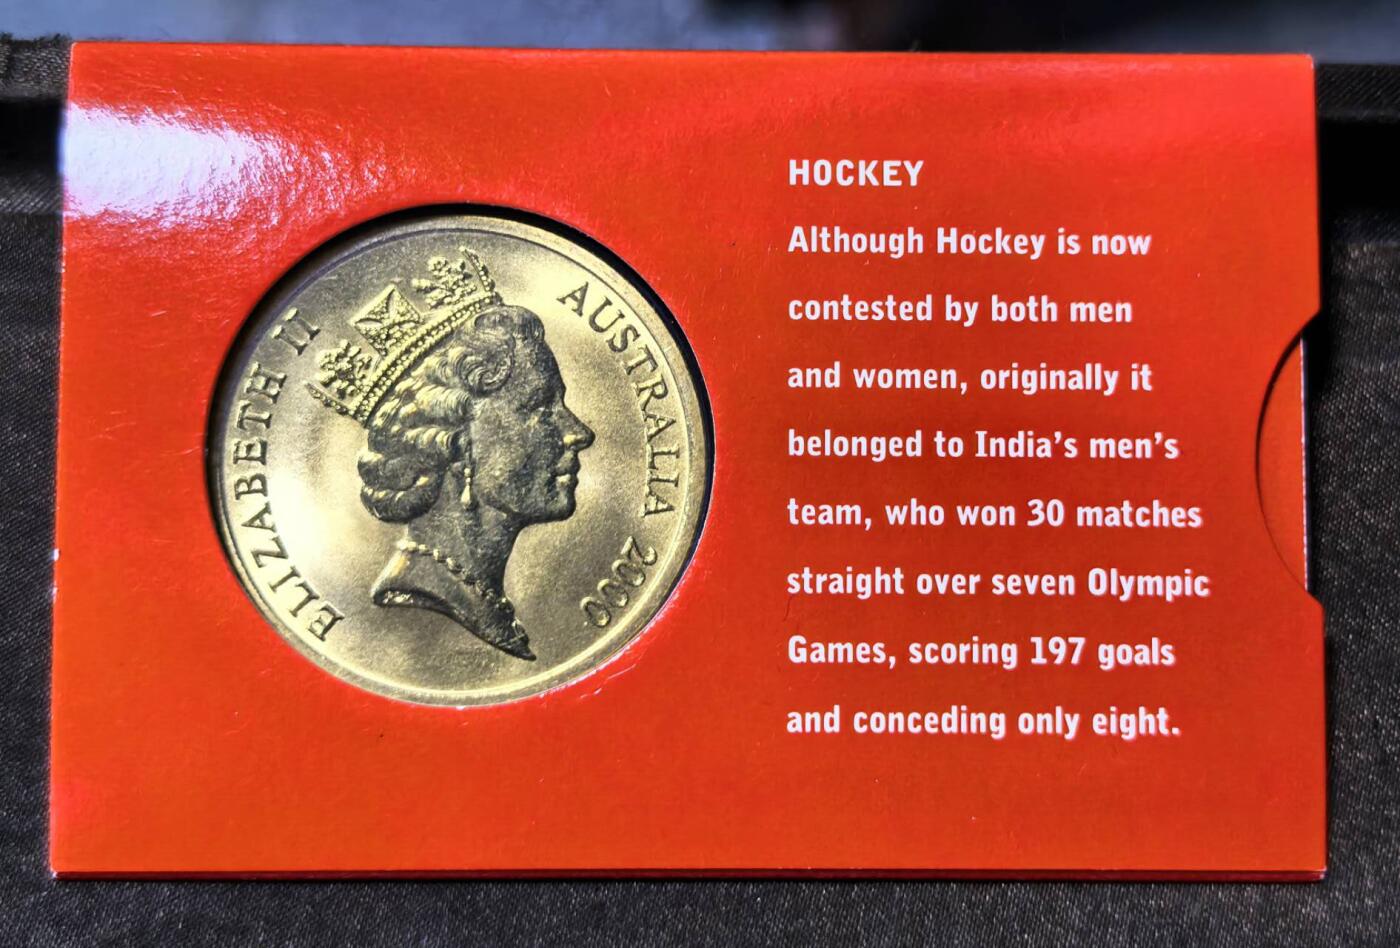 ELIZABETH II
AUSTRALIA 2000
HOCKEY
Although Hockey is now
contested by both men
and women, originally it
belonged to India's men's
team, who won 30 matches
straight over seven Olympic
Games, scoring 197 goals
and conceding only eight.